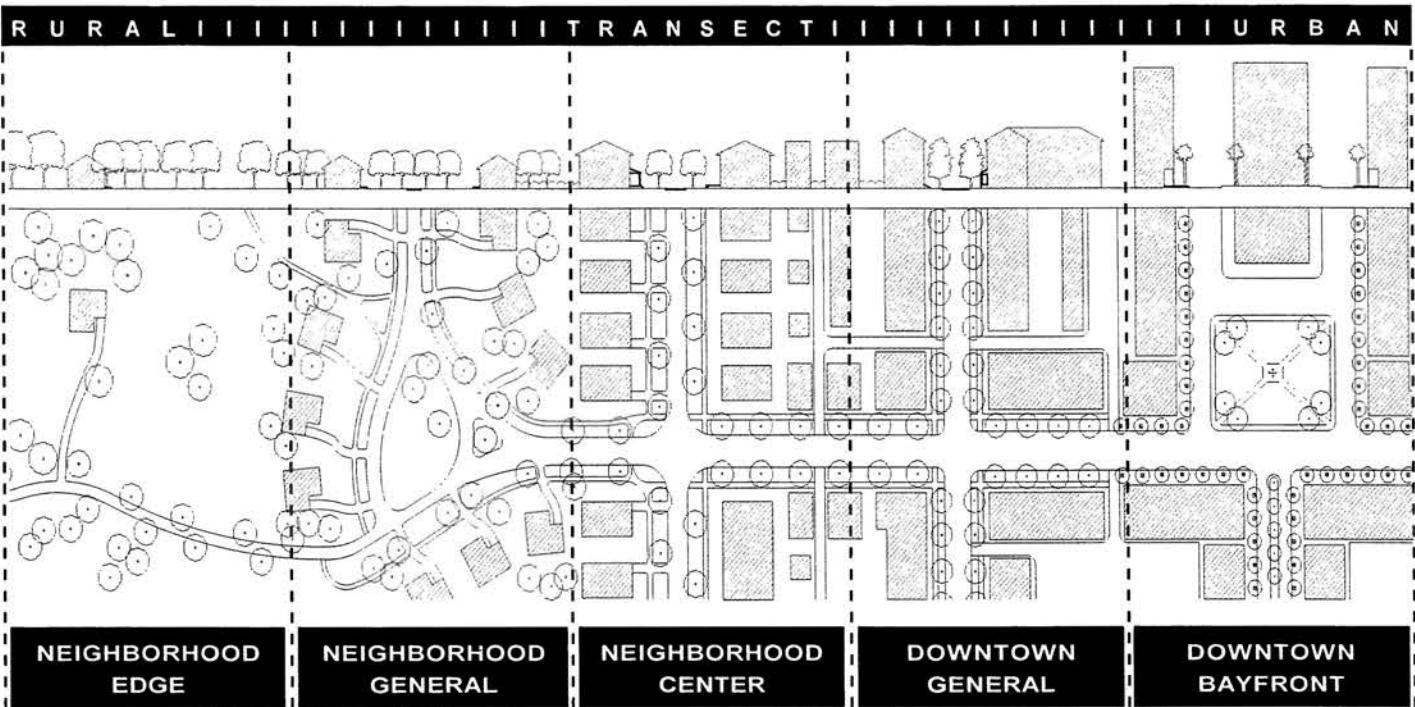 R U R A L I I I I I I I I I I I I I T R A N S E C T I I I I I I I I I I I I I I U R B A N
NEIGHBORHOOD
EDGE
NEIGHBORHOOD
GENERAL
NEIGHBORHOOD
CENTER
DOWNTOWN
GENERAL
DOWNTOWN
BAYFRONT